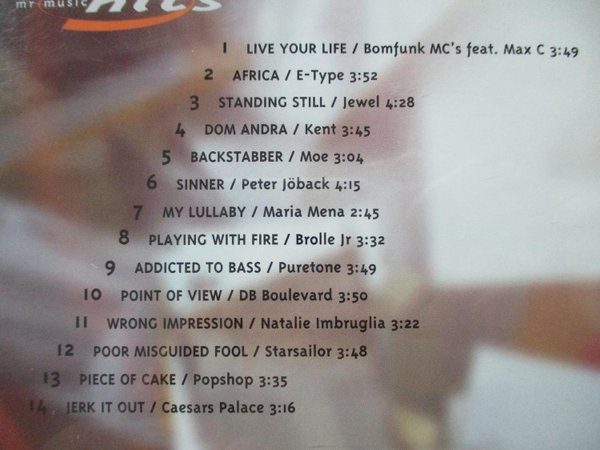 mr music Hits
1 LIVE YOUR LIFE / Bomfunk MC's feat. Max C 3:49
2 AFRICA / E-Type 3:52
3 STANDING STILL / Jewel 4:28
4 DOM ANDRA / Kent 3:45
5 BACKSTABBER / Moe 3:04
6 SINNER / Peter Jöback 4:15
7 MY LULLABY / Maria Mena 2:45
8 PLAYING WITH FIRE / Brolle Jr 3:32
9 ADDICTED TO BASS / Puretone 3:49
10 POINT OF VIEW / DB Boulevard 3:50
11 WRONG IMPRESSION / Natalie Imbruglia 3:22
12 POOR MISGUIDED FOOL / Starsailor 3:48
13 PIECE OF CAKE / Popshop 3:35
14 JERK IT OUT / Caesars Palace 3:16